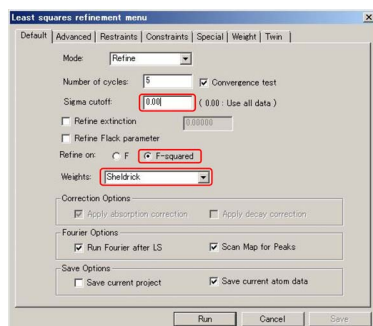 Least squares refinement menu
Default Advanced Restraints Constraints Special Weight Twin
Mode: Refine
Number of cycles: 5 Convergence test
Sigma cutoff: 0.00 ( 0.00 : Use all data )
Refine extinction 0.00000
Refine Flack parameter
Refine on: F F-squared
Weights: Sheldrick
Correction Options
Apply absorption correction Apply decay correction
Fourier Options
Run Fourier after LS Scan Map for Peaks
Save Options
Save current project Save current atom data
Run Cancel Save